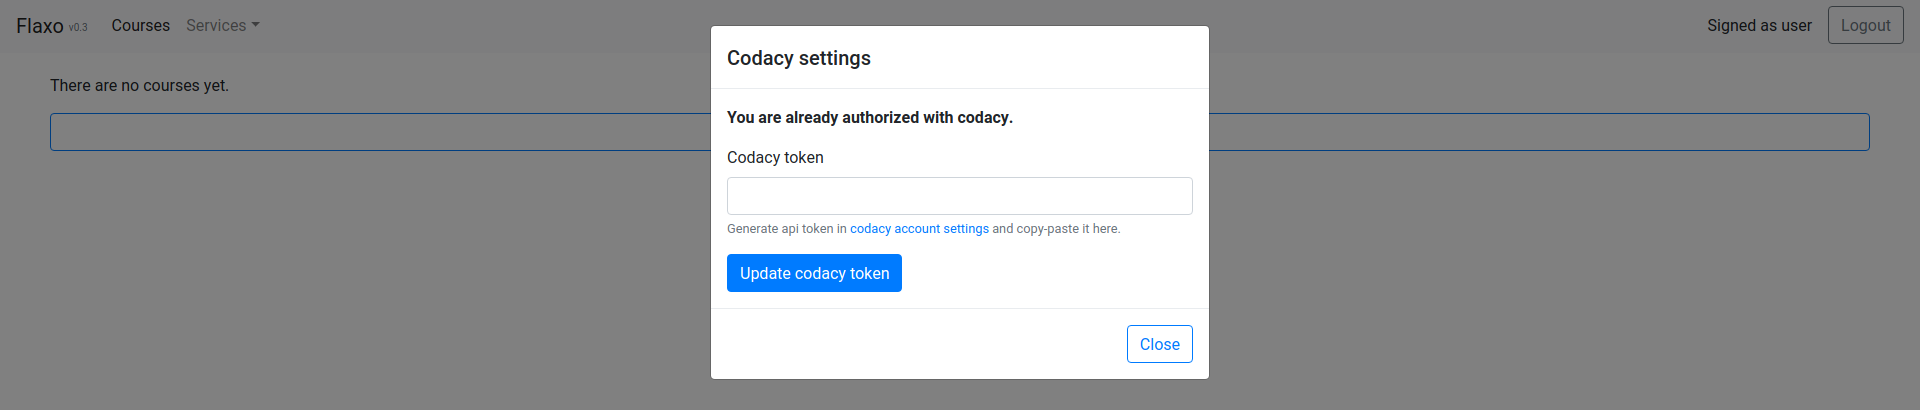 Flaxo v0.3 Courses Services Signed as user Logout
There are no courses yet.
Codacy settings
You are already authorized with codacy.
Codacy token
Generate api token in codacy account settings and copy-paste it here.
Update codacy token
Close